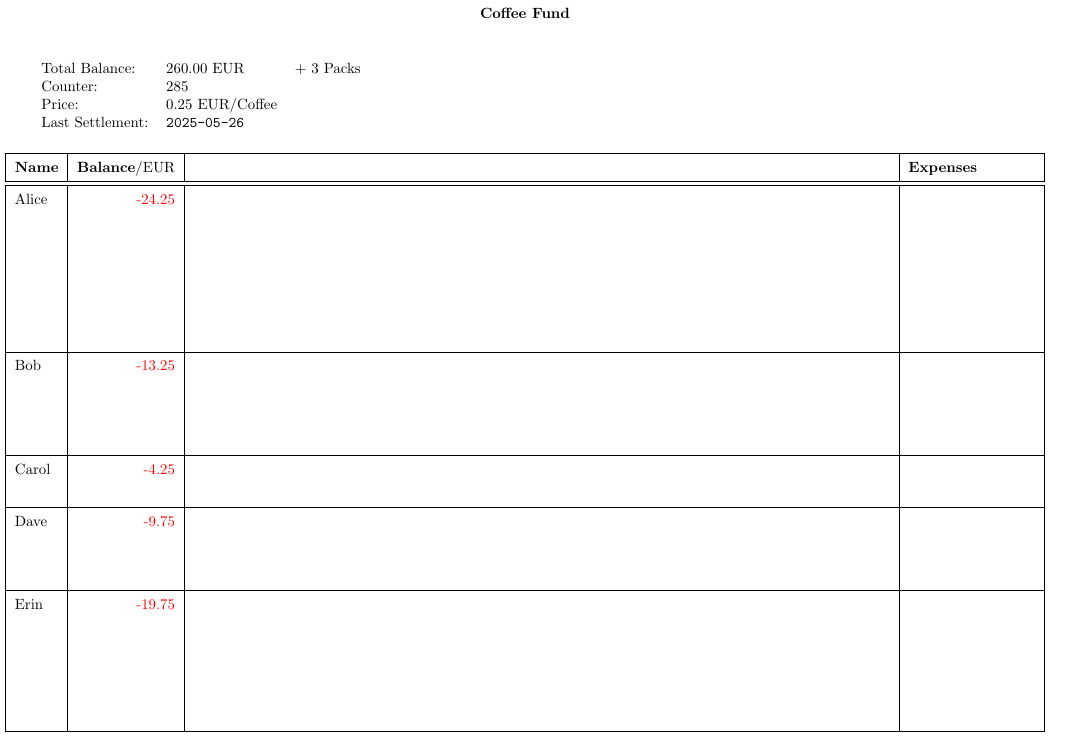 Coffee Fund
Total Balance: 260.00 EUR + 3 Packs
Counter: 285
Price: 0.25 EUR/Coffee
Last Settlement: 2025-05-26
Name Balance/EUR Expenses
Alice -24.25
Bob -13.25
Carol -4.25
Dave -9.75
Erin -19.75